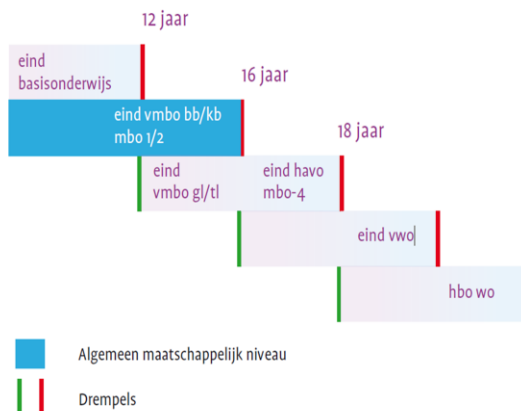 12 jaar
eind
basisonderwijs
16 jaar
eind vmbo bb/kb
mbo 1/2
18 jaar
eind
vmbo gl/tl
eind havo
mbo-4
eind vwo
hbo wo
Algemeen maatschappelijk niveau
Drempels